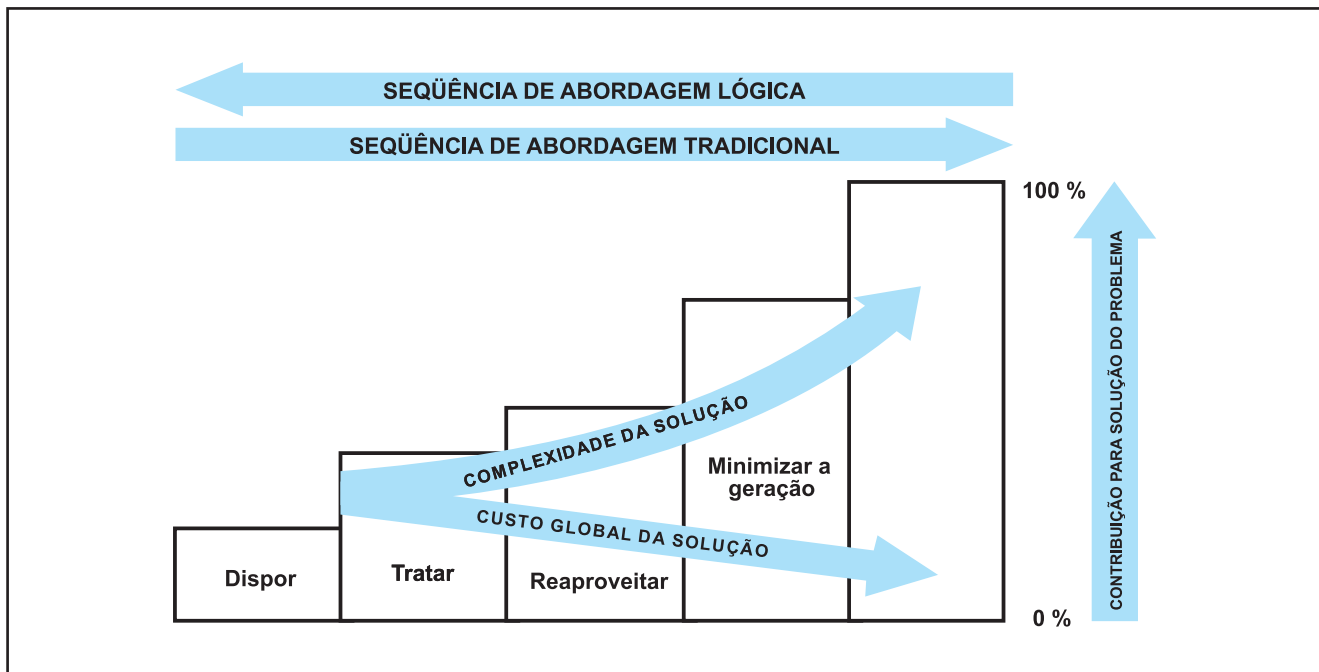 SEQÜÊNCIA DE ABORDAGEM LÓGICA
SEQÜÊNCIA DE ABORDAGEM TRADICIONAL
100 %
CONTRIBUIÇÃO PARA SOLUÇÃO DO PROBLEMA
COMPLEXIDADE DA SOLUÇÃO
Minimizar a
geração
CUSTO GLOBAL DA SOLUÇÃO
Dispor
Tratar
Reaproveitar
0 %